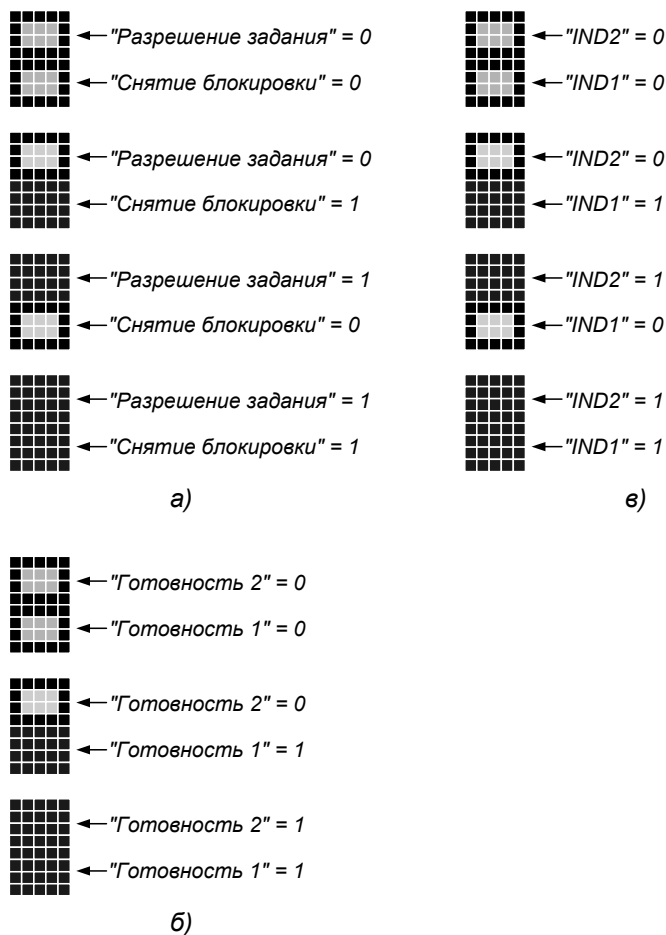 "Разрешение задания" = 0
"Снятие блокировки" = 0
"Разрешение задания" = 0
"Снятие блокировки" = 1
"Разрешение задания" = 1
"Снятие блокировки" = 0
"Разрешение задания" = 1
"Снятие блокировки" = 1
а)
"IND2" = 0
"IND1" = 0
"IND2" = 0
"IND1" = 1
"IND2" = 1
"IND1" = 0
"IND2" = 1
"IND1" = 1
в)
"Готовность 2" = 0
"Готовность 1" = 0
"Готовность 2" = 0
"Готовность 1" = 1
"Готовность 2" = 1
"Готовность 1" = 1
б)